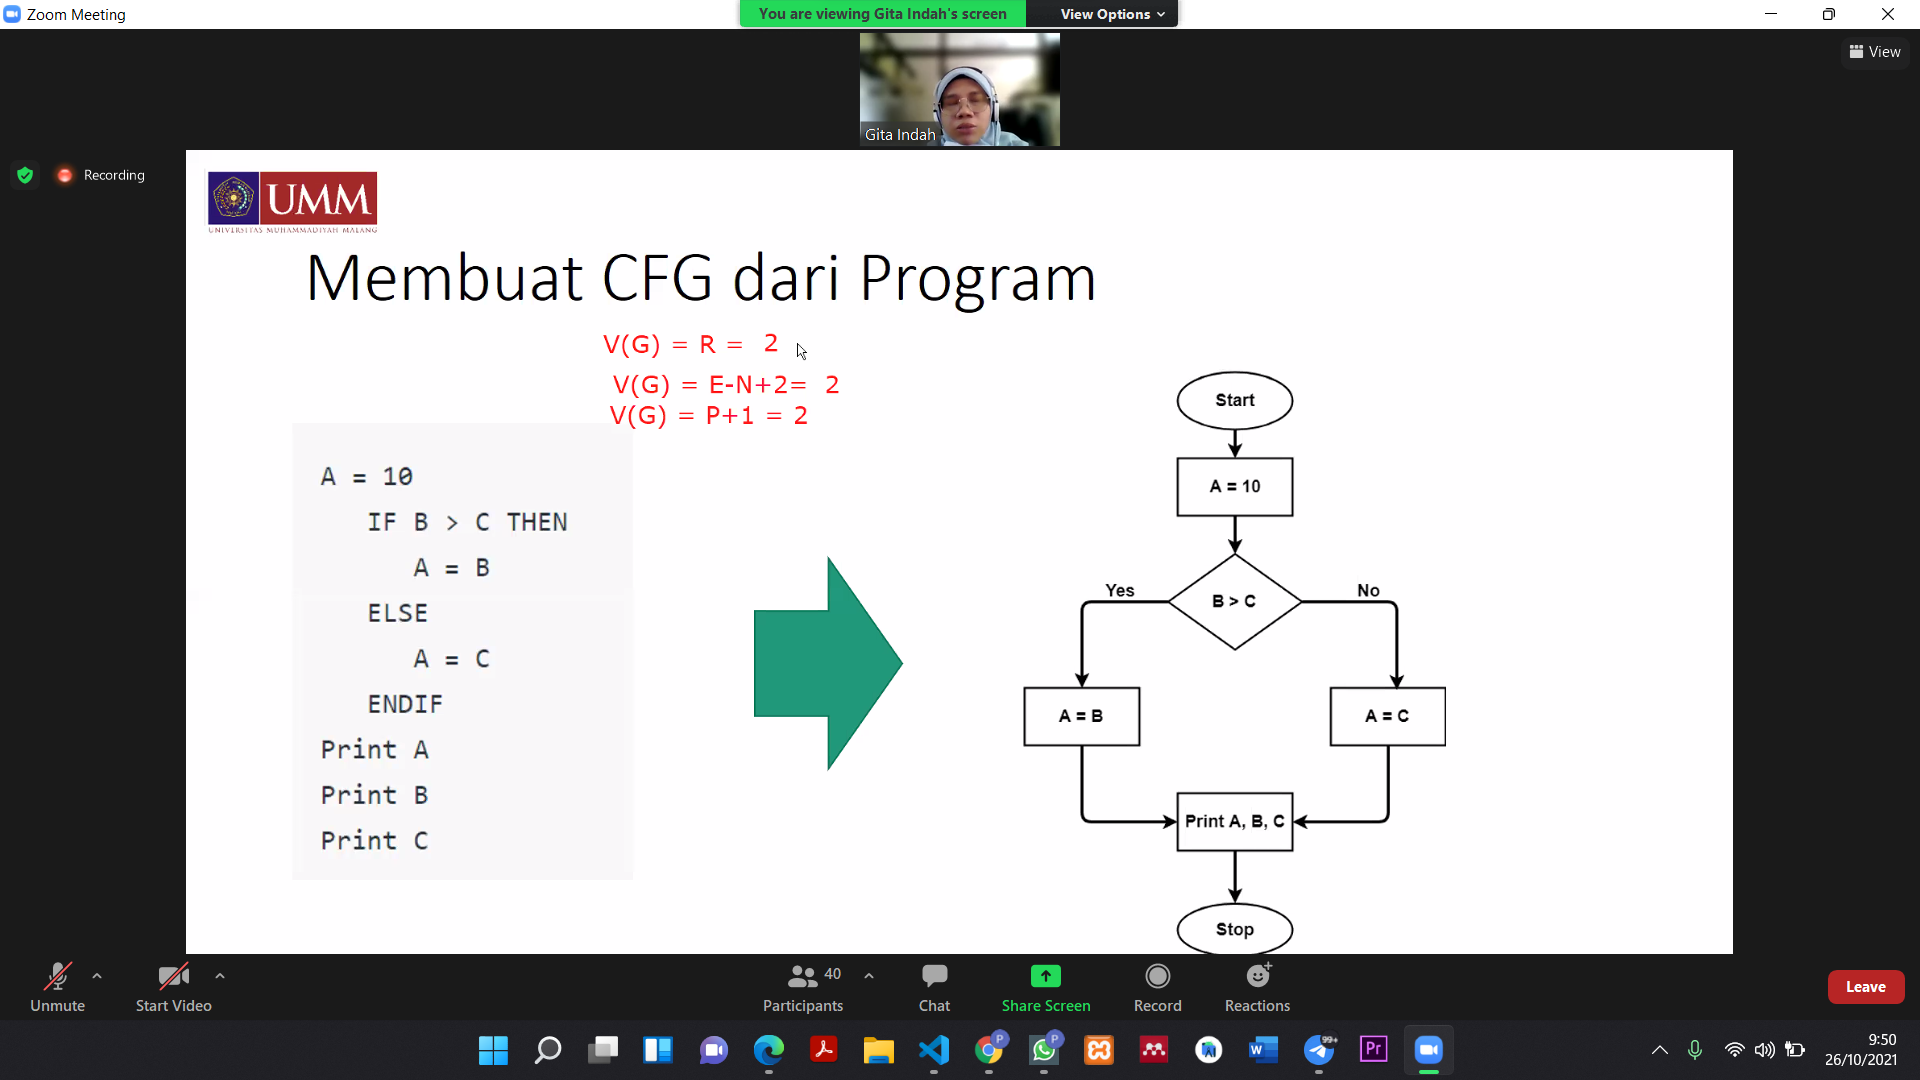 Zoom Meeting
You are viewing Gita Indah's screen
View Options
View
Gita Indah
Recording
UMM
UNIVERSITAS MUHAMMADIYAH MALANG
Membuat CFG dari Program
V(G) = R = 2
V(G) = E-N+2= 2
V(G) = P+1 = 2
A = 10
IF B > C THEN
A = B
ELSE
A = C
ENDIF
Print A
Print B
Print C
Start
A = 10
B > C
Yes
No
A = B
A = C
Print A, B, C
Stop
Unmute
Start Video
40
Participants
Chat
Share Screen
Record
Reactions
Leave
P
P
W
99+
Pr
9:50
26/10/2021